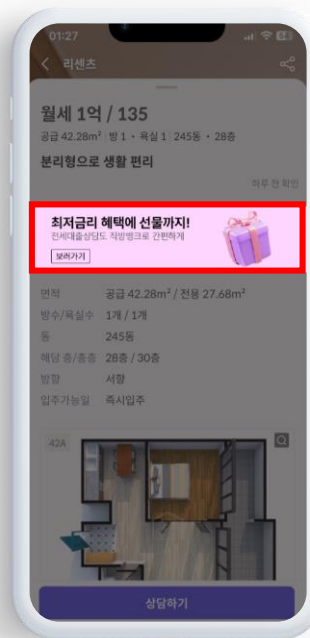 01:27
리센츠
월세 1억 / 135
공급 42.28m² 방 1 • 욕실 1 245동 • 28층
분리형으로 생활 편리
하루 전 확인
최저금리 혜택에 선물까지!
전세대출상담도 직방뱅크로 간편하게
보러가기
면적 공급 42.28m² / 전용 27.68m²
방수/욕실수 1개 / 1개
동 245동
해당 층/총층 28층 / 30층
방향 서향
입주가능일 즉시입주
42A
상담하기